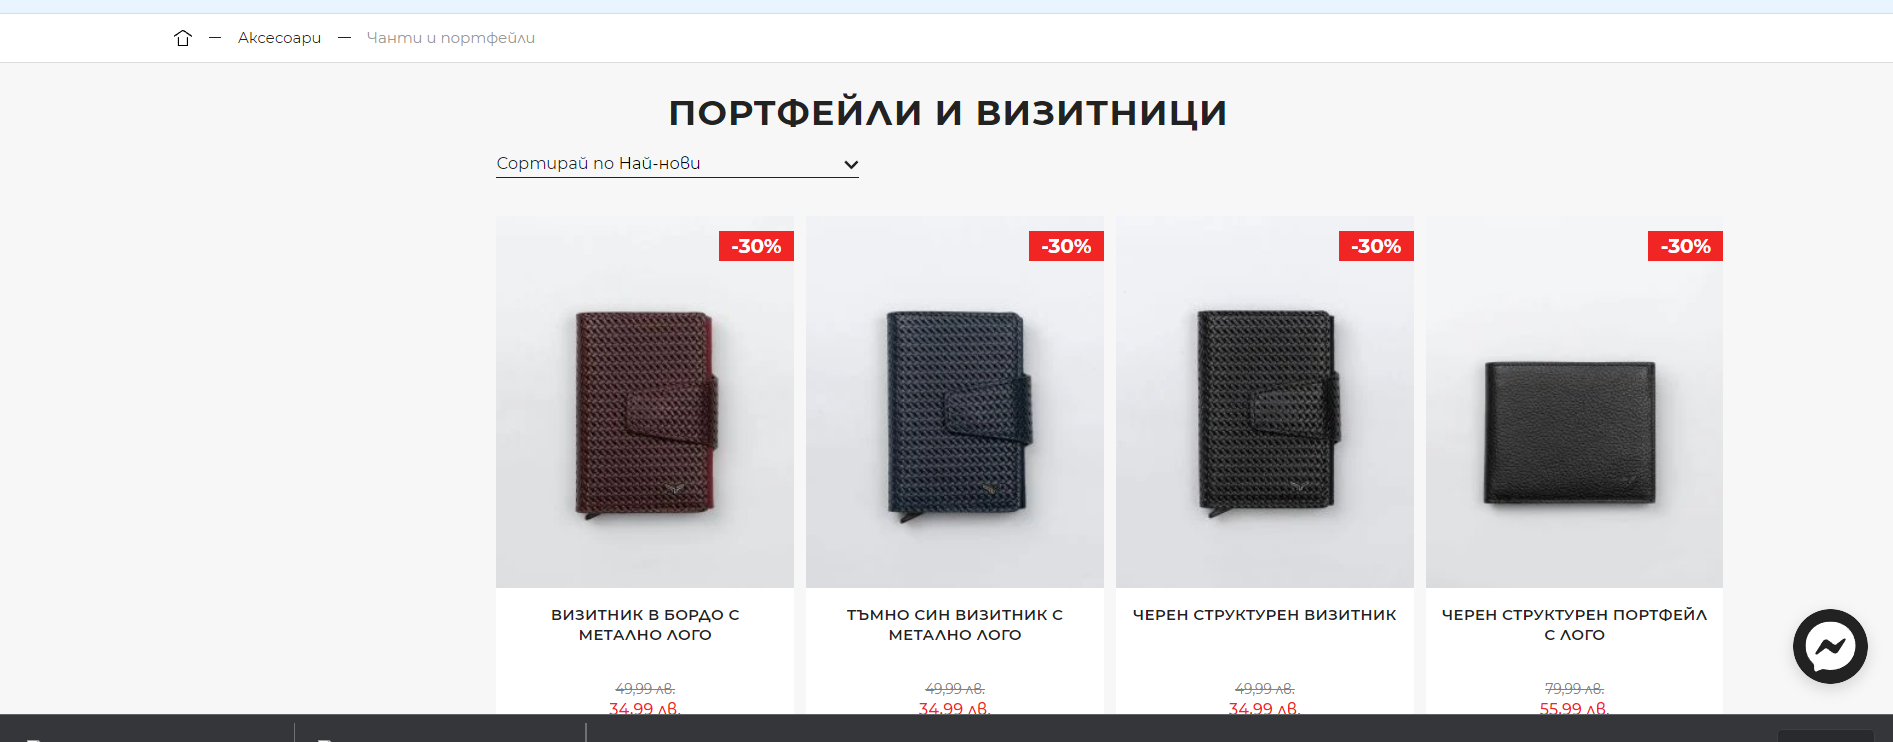 Аксесоари — Чанти и портфейли
ПОРТФЕЙЛИ И ВИЗИТНИЦИ
Сортирай по Най-нови
-30%
-30%
-30%
-30%
ВИЗИТНИК В БОРДО С
МЕТАЛНО ЛОГО
49,99 лв.
34,99 лв.
ТЪМНО СИН ВИЗИТНИК С
МЕТАЛНО ЛОГО
49,99 лв.
34,99 лв.
ЧЕРЕН СТРУКТУРЕН ВИЗИТНИК
49,99 лв.
34,99 лв.
ЧЕРЕН СТРУКТУРЕН ПОРТФЕЙЛ
С ЛОГО
79,99 лв.
55,99 лв.